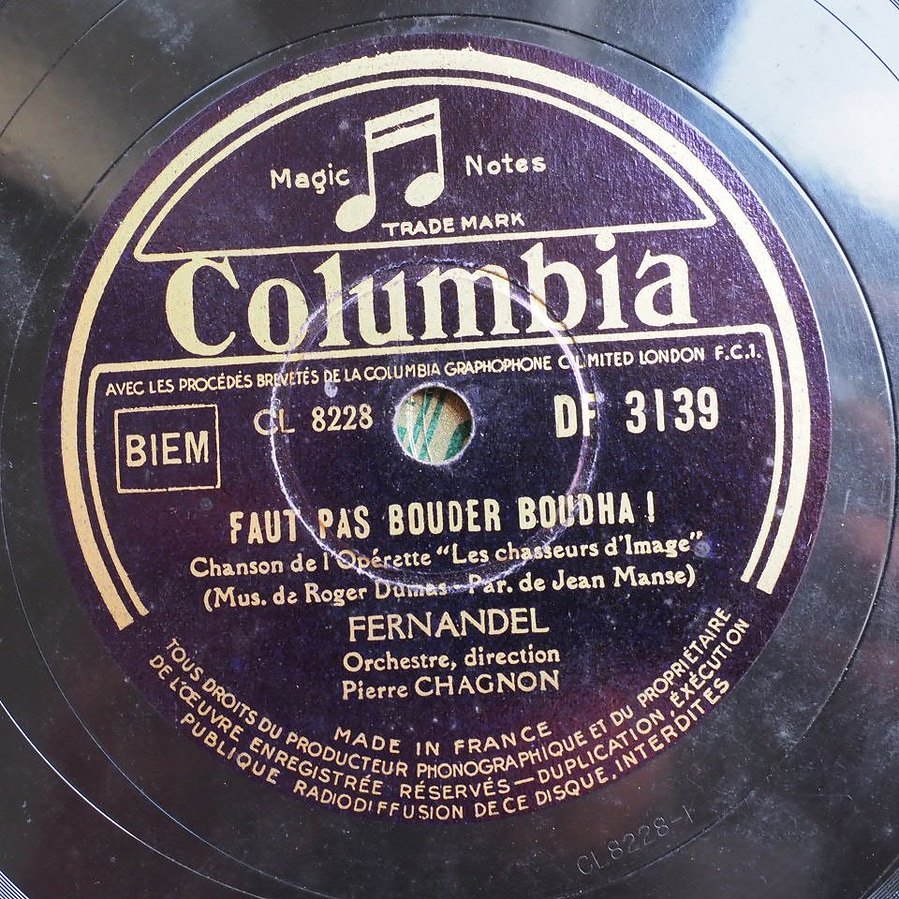 Magic Notes
TRADE MARK
Columbia
AVEC LES PROCÉDÉS BREVETÉS DE LA COLUMBIA GRAPHOPHONE C LIMITED LONDON F.C.1.
BIEM
CL 8228
DF 3139
FAUT PAS BOUDER BOUDHA !
Chanson de l'Opérette "Les chasseurs d'Image"
(Mus. de Roger Dumas - Par. de Jean Manse)
FERNANDEL
Orchestre, direction
Pierre CHAGNON
MADE IN FRANCE
TOUS DROITS DU PRODUCTEUR PHONOGRAPHIQUE ET DU PROPRIÉTAIRE
DE L'ŒUVRE ENREGISTRÉE RÉSERVÉS — DUPLICATION EXÉCUTION
PUBLIQUE RADIODIFFUSION DE CE DISQUE INTERDITES
CL 8228-1